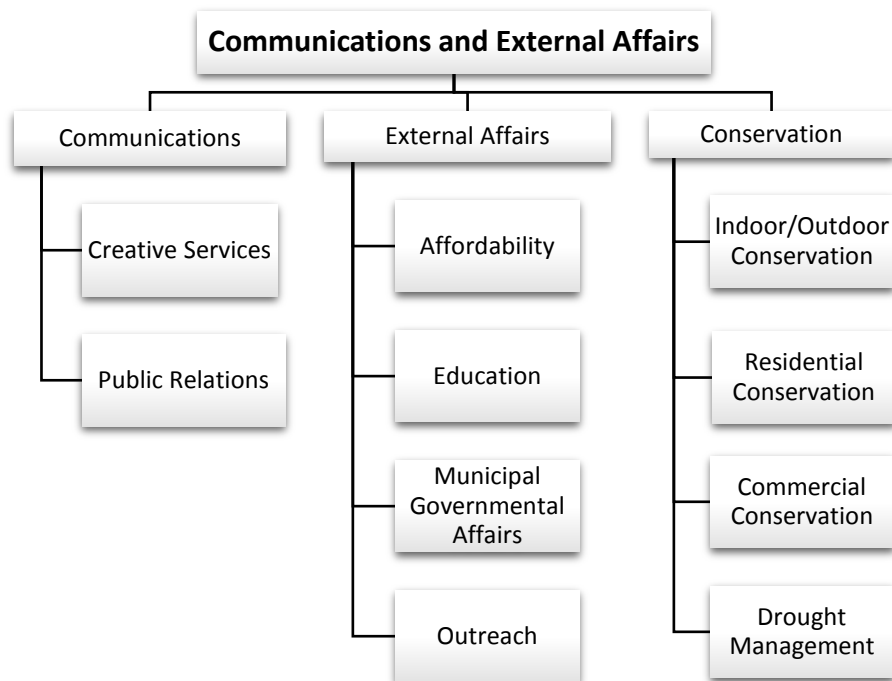 Communications and External Affairs
Communications
Creative Services
Public Relations
External Affairs
Affordability
Education
Municipal
Governmental
Affairs
Outreach
Conservation
Indoor/Outdoor
Conservation
Residential
Conservation
Commercial
Conservation
Drought
Management